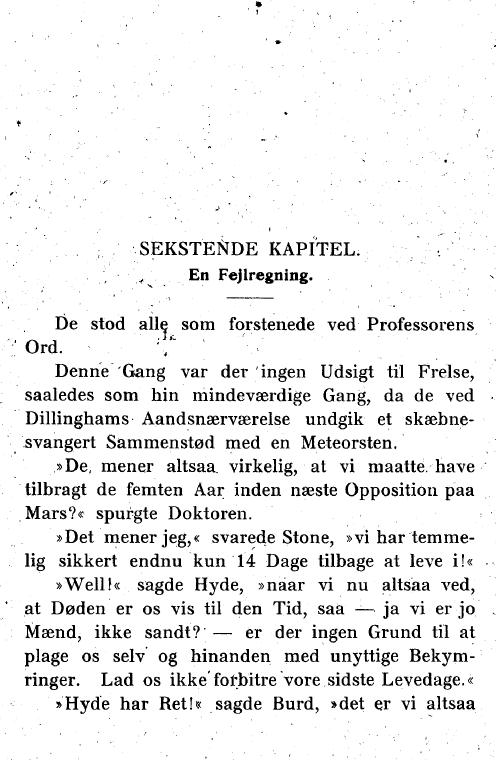 SEKSTENDE KAPITEL.
En Fejlregning.
De stod alle som forstenede ved Professorens
Ord.
Denne Gang var der ingen Udsigt til Frelse,
saaledes som hin mindeværdige Gang, da de ved
Dillinghams Aandsnærværelse undgik et skæbne-
svangert Sammenstød med en Meteorsten.
»De mener altsaa virkelig, at vi maatte have
tilbragt de femten Aar inden næste Opposition paa
Mars?« spurgte Doktoren.
»Det mener jeg,« svarede Stone, »vi har temme-
lig sikkert endnu kun 14 Dage tilbage at leve i!«
»Well!« sagde Hyde, »naar vi nu altsaa ved,
at Døden er os vis til den Tid, saa — ja vi er jo
Mænd, ikke sandt? — er der ingen Grund til at
plage os selv og hinanden med unyttige Bekym-
ringer. Lad os ikke forbitre vore sidste Levedage.«
»Hyde har Ret!« sagde Burd, »det er vi altsaa